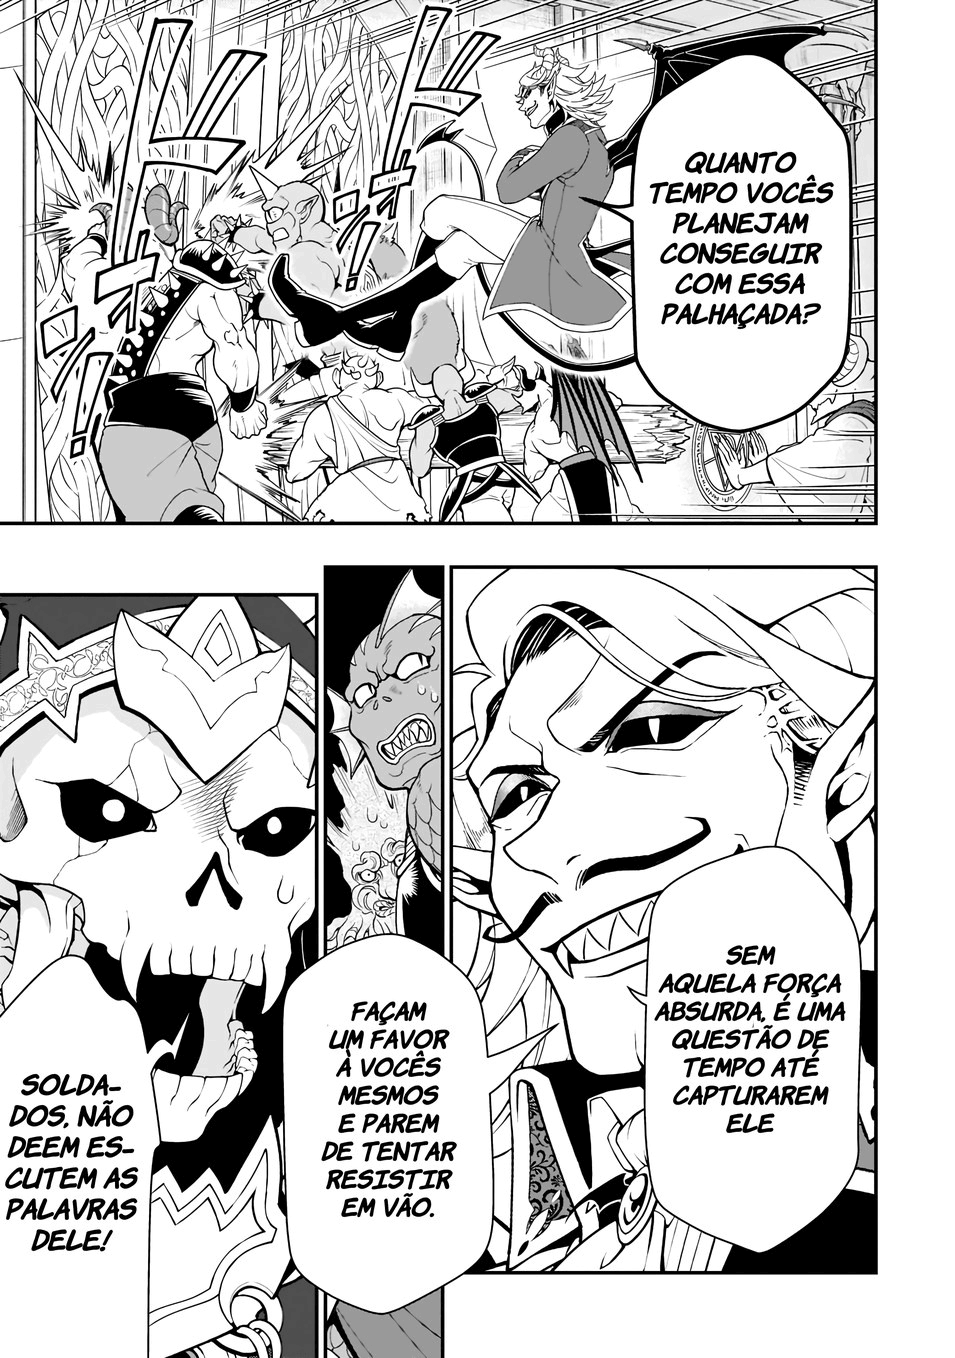 QUANTO
TEMPO VOCÊS
PLANEJAM
CONSEGUIR
COM ESSA
PALHAÇADA?
SEM
AQUELA FORÇA
ABSURDA, É UMA
QUESTÃO DE
TEMPO ATÉ
CAPTURAREM
ELE
FAÇAM
UM FAVOR
À VOCÊS
MESMOS
E PAREM
DE TENTAR
RESISTIR
EM VÃO.
SOLDA-
DOS, NÃO
DEEM ES-
CUTEM AS
PALAVRAS
DELE!